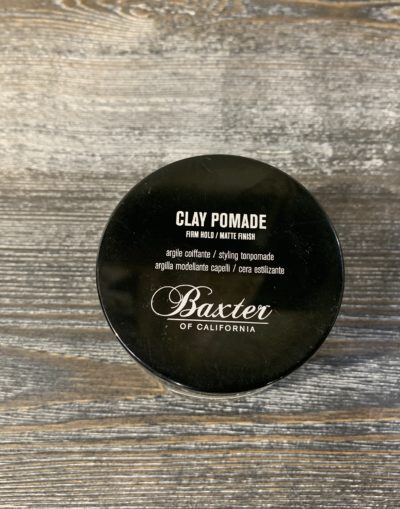 CLAY POMADE
FIRM HOLD / MATTE FINISH
argile coiffante / styling tonpomade
argilla modellante capelli / cera estilizante
Baxter
OF CALIFORNIA